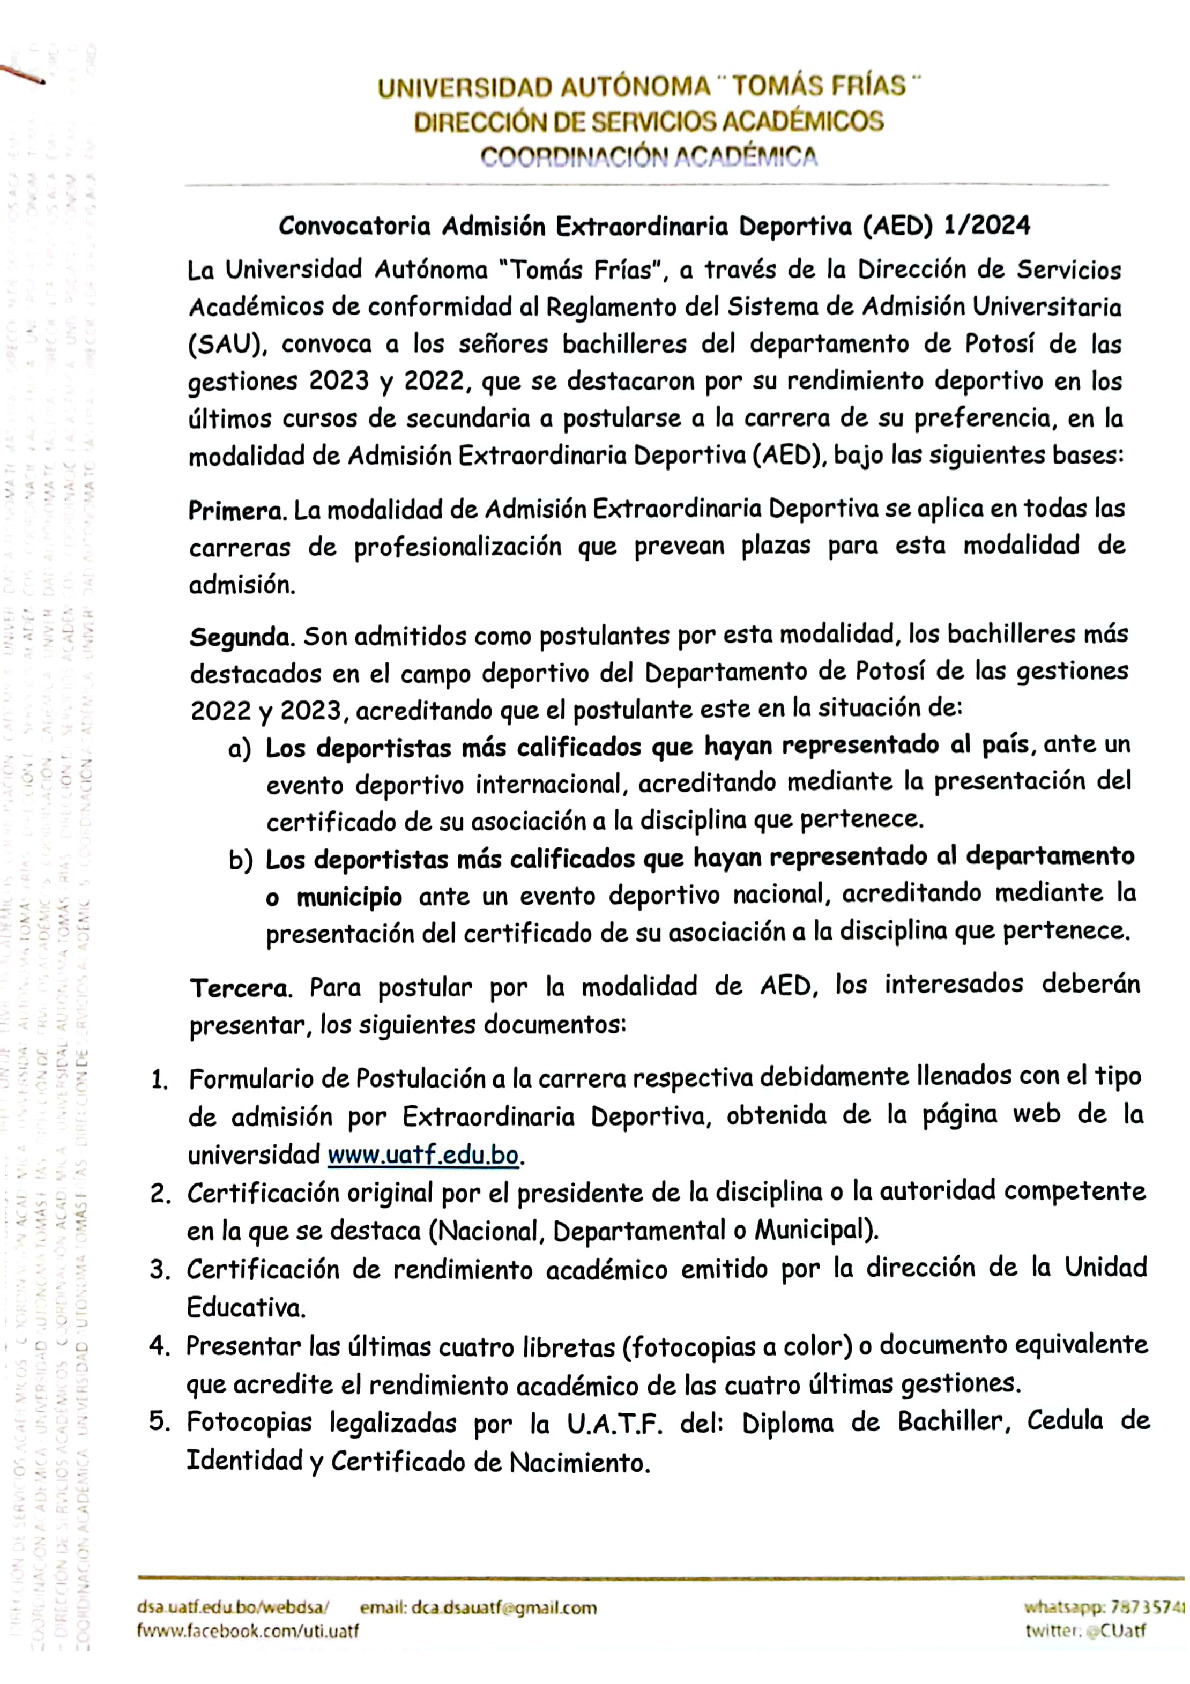 UNIVERSIDAD AUTÓNOMA ¨ TOMÁS FRÍAS ¨
DIRECCIÓN DE SERVICIOS ACADÉMICOS
COORDINACIÓN ACADÉMICA
Convocatoria Admisión Extraordinaria Deportiva (AED) 1/2024
La Universidad Autónoma "Tomás Frías", a través de la Dirección de Servicios
Académicos de conformidad al Reglamento del Sistema de Admisión Universitaria
(SAU), convoca a los señores bachilleres del departamento de Potosí de las
gestiones 2023 y 2022, que se destacaron por su rendimiento deportivo en los
últimos cursos de secundaria a postularse a la carrera de su preferencia, en la
modalidad de Admisión Extraordinaria Deportiva (AED), bajo las siguientes bases:
Primera. La modalidad de Admisión Extraordinaria Deportiva se aplica en todas las
carreras de profesionalización que prevean plazas para esta modalidad de
admisión.
Segunda. Son admitidos como postulantes por esta modalidad, los bachilleres más
destacados en el campo deportivo del Departamento de Potosí de las gestiones
2022 y 2023, acreditando que el postulante este en la situación de:
a) Los deportistas más calificados que hayan representado al país, ante un
evento deportivo internacional, acreditando mediante la presentación del
certificado de su asociación a la disciplina que pertenece.
b) Los deportistas más calificados que hayan representado al departamento
o municipio ante un evento deportivo nacional, acreditando mediante la
presentación del certificado de su asociación a la disciplina que pertenece.
Tercera. Para postular por la modalidad de AED, los interesados deberán
presentar, los siguientes documentos:
1. Formulario de Postulación a la carrera respectiva debidamente llenados con el tipo
de admisión por Extraordinaria Deportiva, obtenida de la página web de la
universidad www.uatf.edu.bo.
2. Certificación original por el presidente de la disciplina o la autoridad competente
en la que se destaca (Nacional, Departamental o Municipal).
3. Certificación de rendimiento académico emitido por la dirección de la Unidad
Educativa.
4. Presentar las últimas cuatro libretas (fotocopias a color) o documento equivalente
que acredite el rendimiento académico de las cuatro últimas gestiones.
5. Fotocopias legalizadas por la U.A.T.F. del: Diploma de Bachiller, Cedula de
Identidad y Certificado de Nacimiento.
dsa.uatf.edu.bo/webdsa/ email: dca.dsauatf@gmail.com whatsapp: 7873574
fwww.facebook.com/uti.uatf twitter: @CUatf